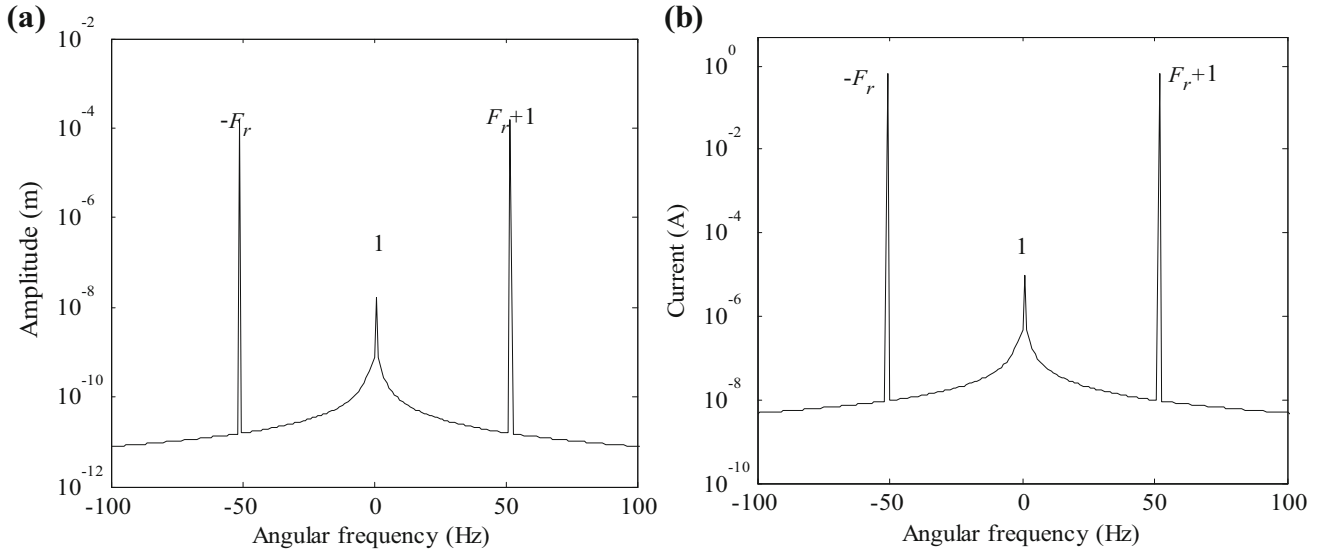 (a)
10^-2
10^-4
10^-6
10^-8
10^-10
10^-12
Amplitude (m)
-F_r
F_r+1
1
-100 -50 0 50 100
Angular frequency (Hz)
(b)
10^0
10^-2
10^-4
10^-6
10^-8
10^-10
Current (A)
-F_r
F_r+1
1
-100 -50 0 50 100
Angular frequency (Hz)